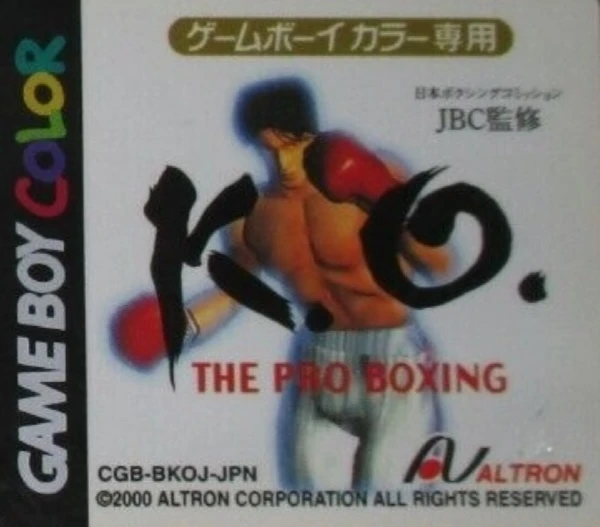 GAME BOY COLOR
ゲームボーイカラー専用
日本ボクシングコミッション
JBC監修
K.O.
THE PRO BOXING
CGB-BKOJ-JPN
ALTRON
©2000 ALTRON CORPORATION ALL RIGHTS RESERVED